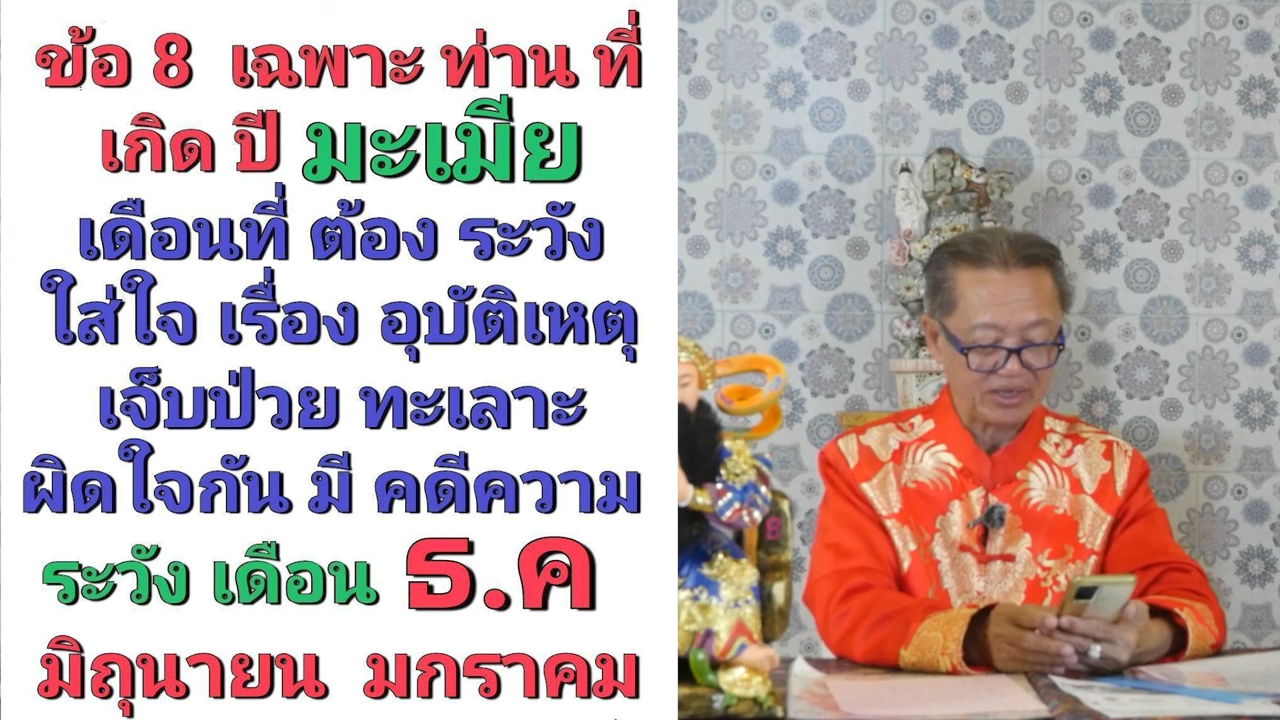 ข้อ 8 เฉพาะ ท่าน ที่
เกิด ปี มะเมีย
เดือนที่ ต้อง ระวัง
ใส่ใจ เรื่อง อุบัติเหตุ
เจ็บป่วย ทะเลาะ
ผิดใจกัน มี คดีความ
ระวัง เดือน ธ.ค
มิถุนายน มกราคม